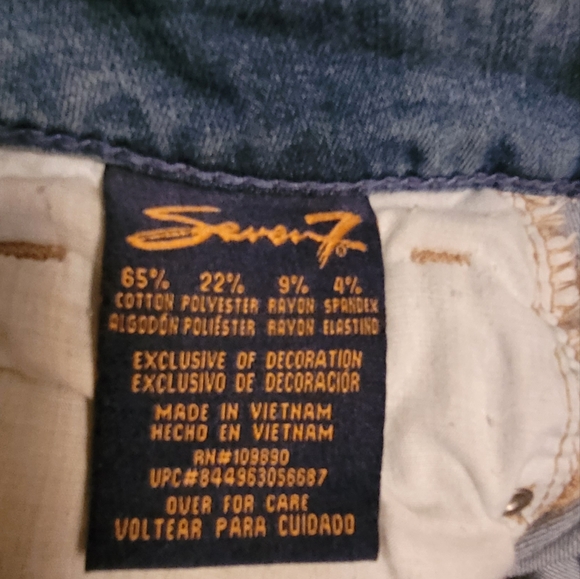 Seven7
65% 22% 9% 4%
COTTON POLYESTER RAYON SPANDEX
ALGODÓN POLIÉSTER RAYON ELASTINO
EXCLUSIVE OF DECORATION
EXCLUSIVO DE DECORACIÓR
MADE IN VIETNAM
HECHO EN VIETNAM
RN#109890
UPC#844963056687
OVER FOR CARE
VOLTEAR PARA CUIDADO